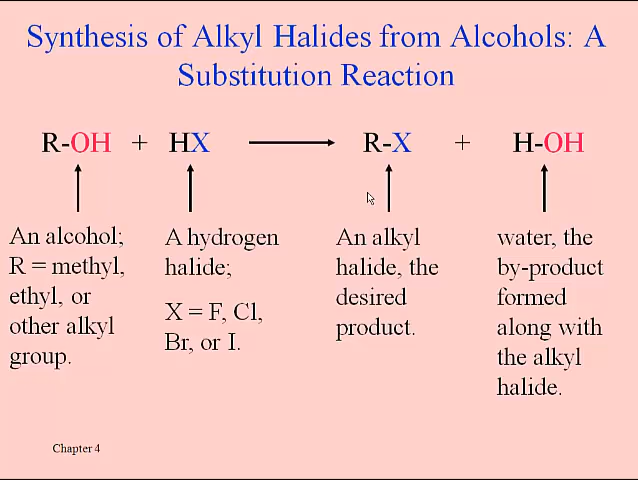 Synthesis of Alkyl Halides from Alcohols: A
Substitution Reaction
R-OH + HX ⟶ R-X + H-OH
An alcohol;
R = methyl,
ethyl, or
other alkyl
group.
A hydrogen
halide;
X = F, Cl,
Br, or I.
An alkyl
halide, the
desired
product.
water, the
by-product
formed
along with
the alkyl
halide.
Chapter 4